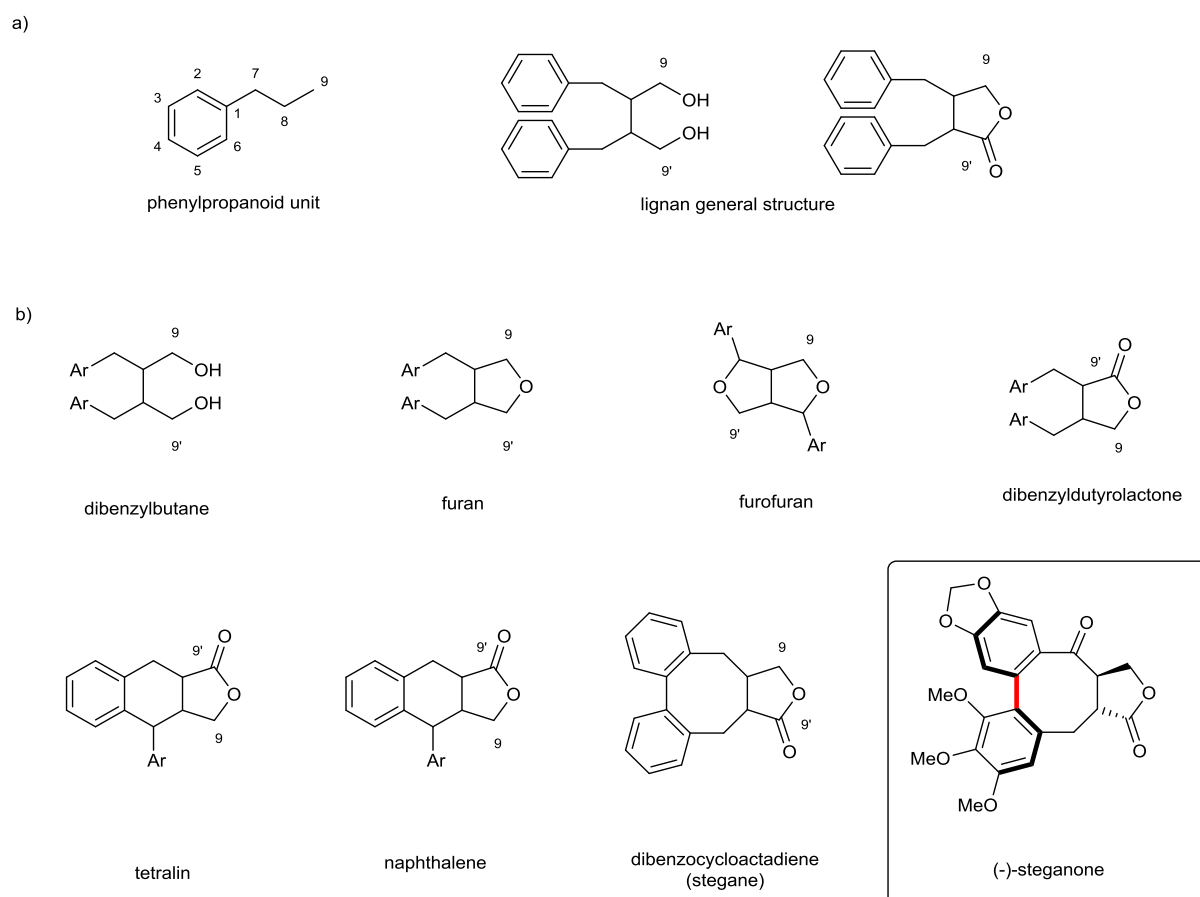 a)
2
7
9
3
1
8
4
6
5
9
OH
OH
9'
9
O
9'
O
phenylpropanoid unit
lignan general structure
b)
9
Ar
OH
Ar
OH
9'
9
Ar
O
Ar
9'
Ar
9
O
O
9'
Ar
O
9'
Ar
O
Ar
9
dibenzylbutane
furan
furofuran
dibenzyldutyrolactone
9'
O
O
9
Ar
9'
O
O
9
Ar
9
O
9'
O
O
O
O
O
O
MeO
MeO
MeO
tetralin
naphthalene
dibenzocycloactadiene
(stegane)
(-)-steganone